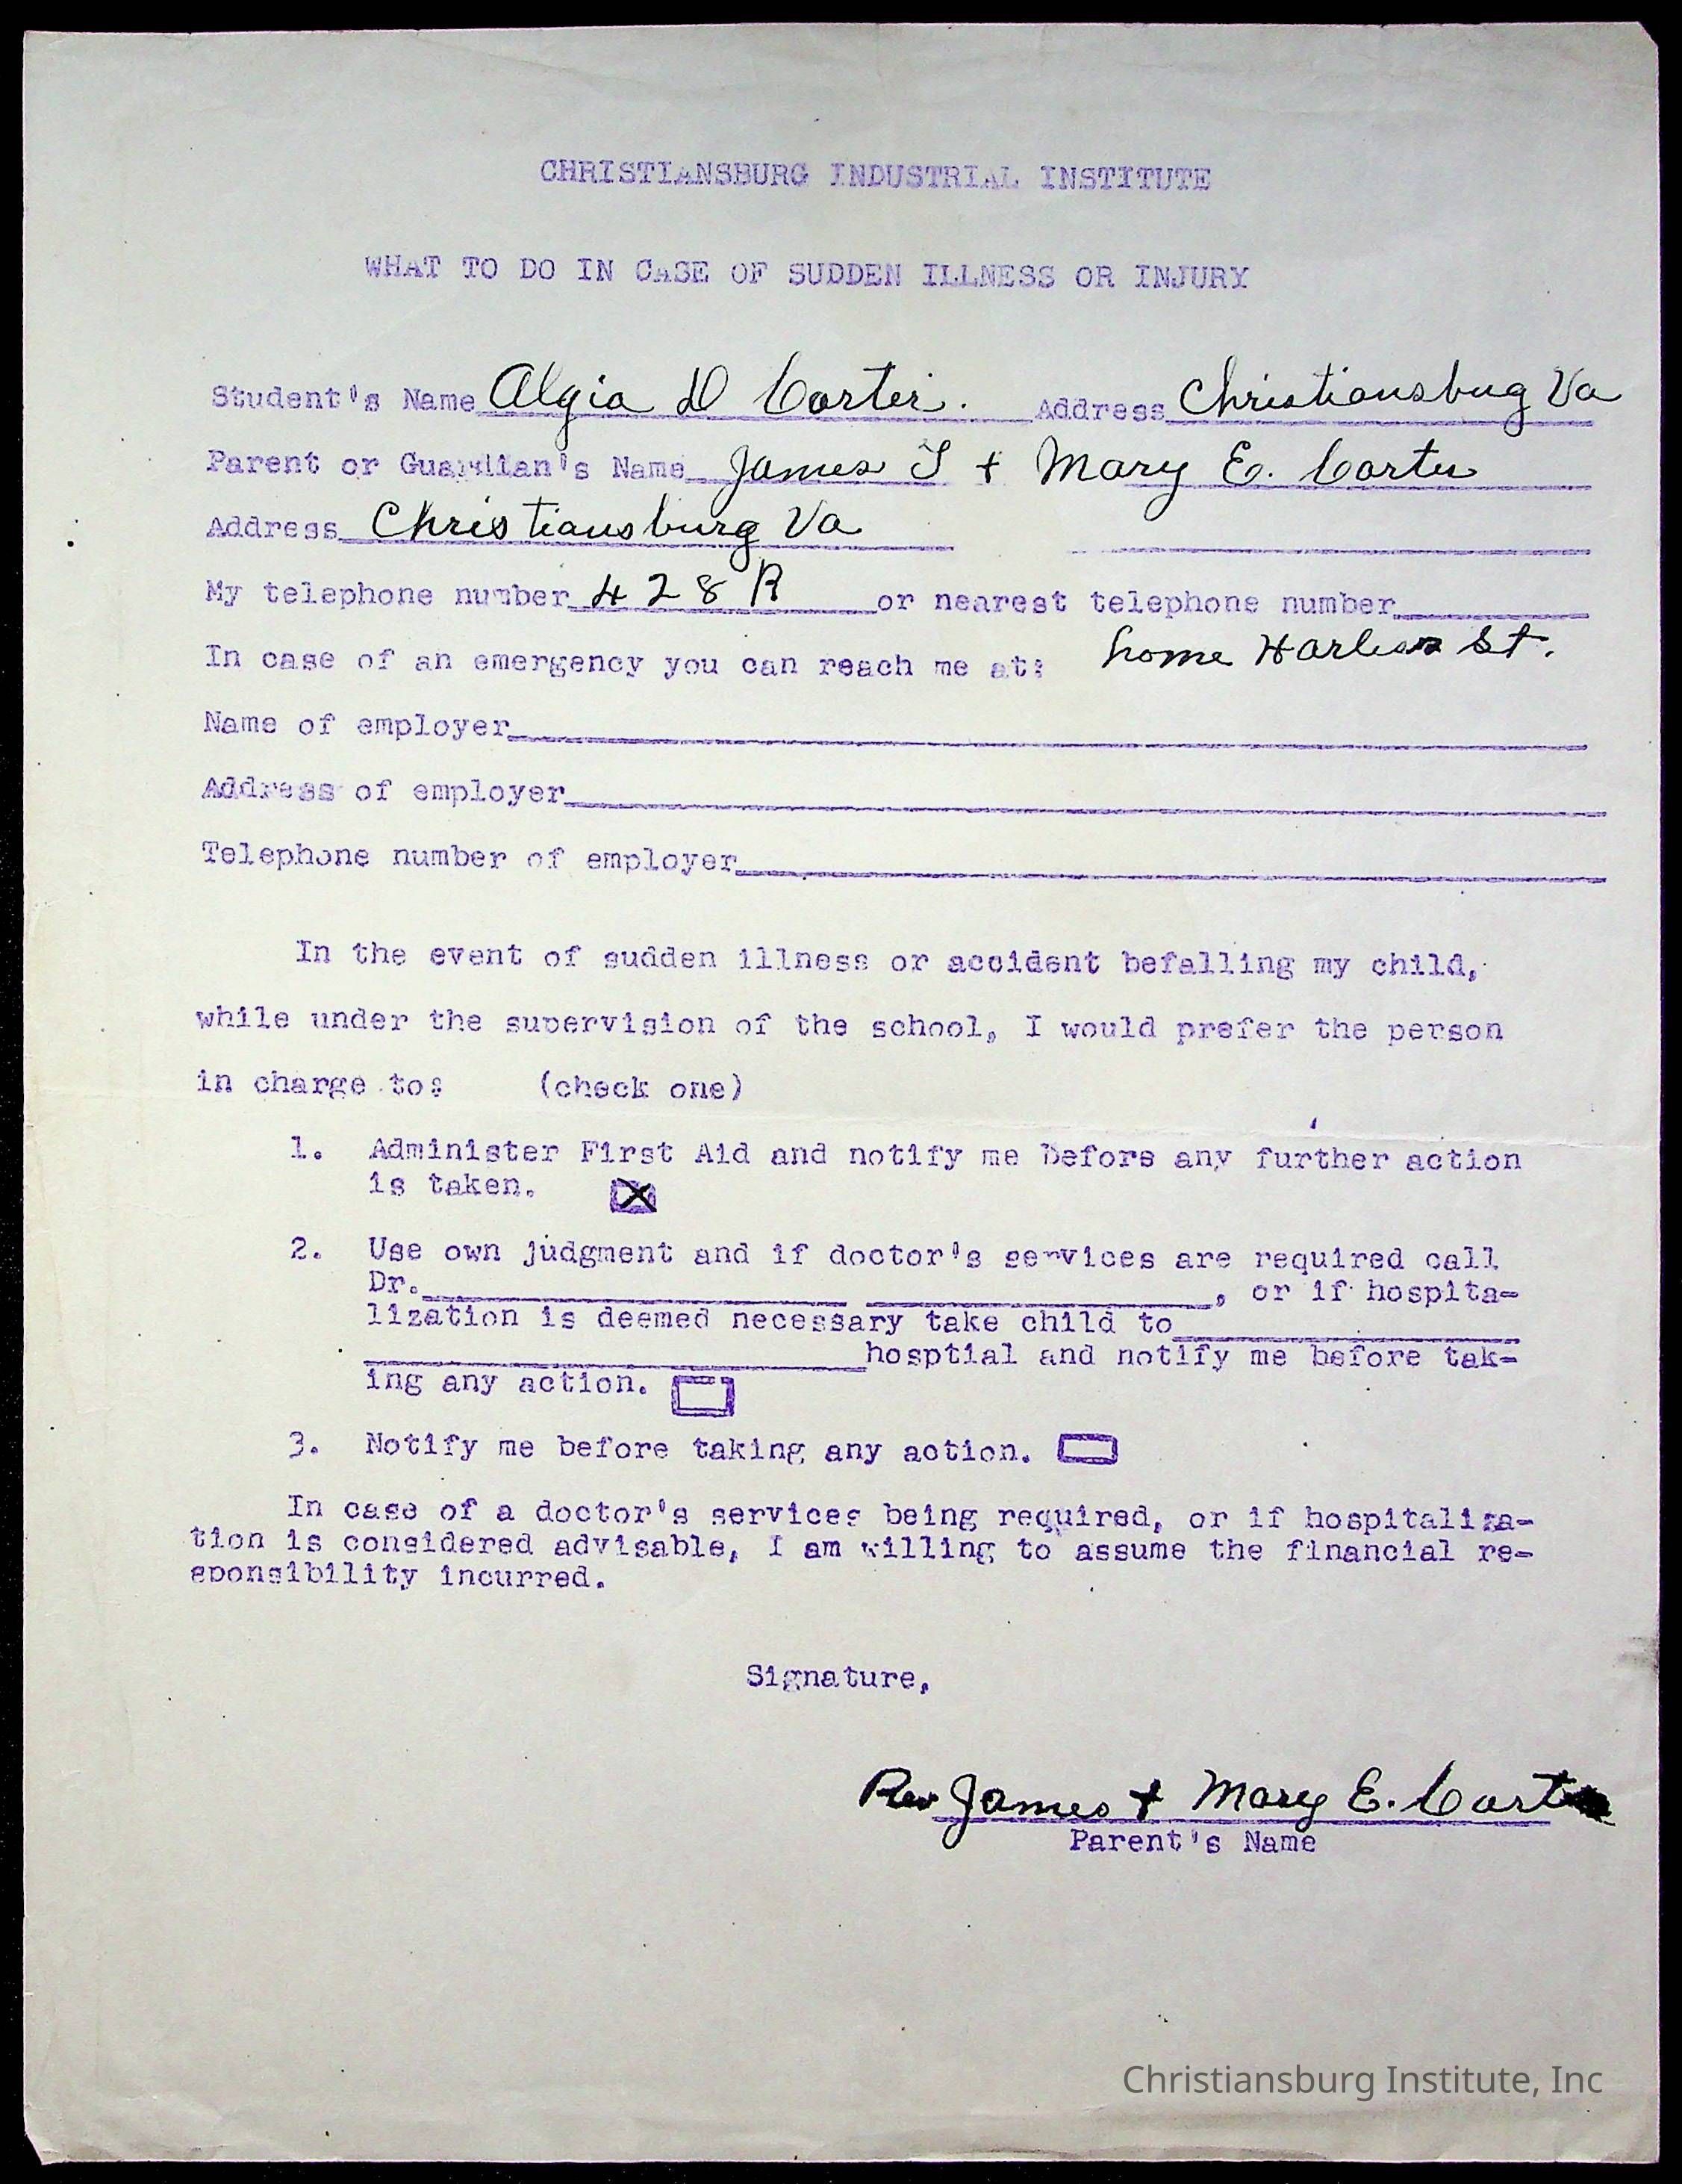 CHRISTIANSBURG INDUSTRIAL INSTITUTE
WHAT TO DO IN CASE OF SUDDEN ILLNESS OR INJURY
Student's Name Algia D Carter. Address Christiansbug Va
Parent or Guardian's Name James S + Mary E. Carter
Address Christiansburg Va
My telephone number 428 R or nearest telephone number
In case of an emergency you can reach me at: home St.
Name of employer
Address of employer
Telephone number of employer
In the event of sudden illness or accident befalling my child,
while under the supervision of the school, I would prefer the person
in charge to: (check one)
1. Administer First Aid and notify me before any further action
is taken. X
2. Use own judgment and if doctor's services are required call
Dr. , or if hospita-
lization is deemed necessary take child to
hosptial and notify me before tak-
ing any action.
3. Notify me before taking any action.
In case of a doctor's services being required, or if hospitaliza-
tion is considered advisable, I am willing to assume the financial re-
sponsibility incurred.
Signature,
Rev James + Mary E. Carter
Parent's Name
Christiansburg Institute, Inc